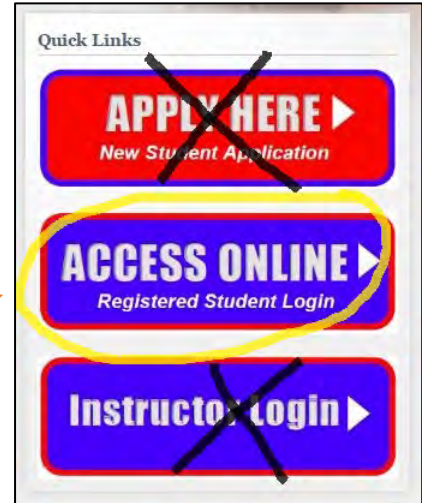 Quick Links
APPLY HERE
New Student Application
ACCESS ONLINE
Registered Student Login
Instructor Login